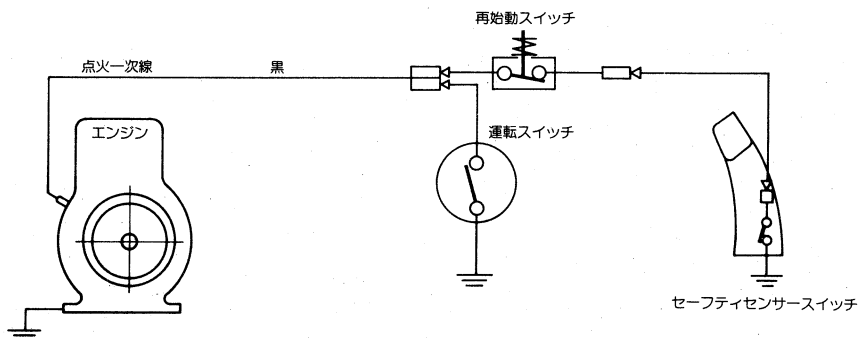 再始動スイッチ
点火一次線
黒
エンジン
運転スイッチ
セーフティセンサースイッチ